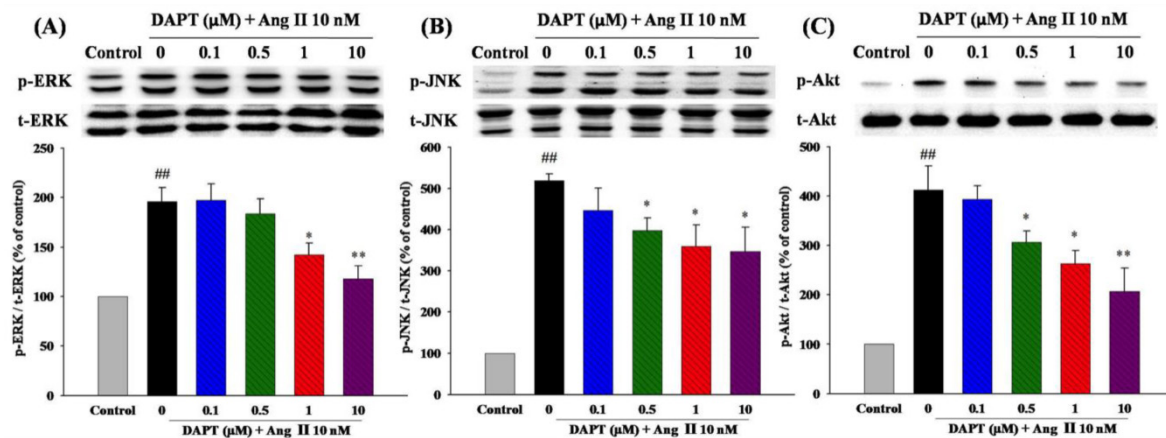 (A)
DAPT (μM) + Ang II 10 nM
Control 0 0.1 0.5 1 10
p-ERK
t-ERK
p-ERK / t-ERK (% of control)
250
200
150
100
50
0
##
*
**
Control 0 0.1 0.5 1 10
DAPT (μM) + Ang II 10 nM
(B)
DAPT (μM) + Ang II 10 nM
Control 0 0.1 0.5 1 10
p-JNK
t-JNK
p-JNK / t-JNK (% of control)
600
500
400
300
200
100
0
##
*
*
*
Control 0 0.1 0.5 1 10
DAPT (μM) + Ang II 10 nM
(C)
DAPT (μM) + Ang II 10 nM
Control 0 0.1 0.5 1 10
p-Akt
t-Akt
p-Akt / t-Akt (% of control)
500
400
300
200
100
0
##
*
*
**
Control 0 0.1 0.5 1 10
DAPT (μM) + Ang II 10 nM